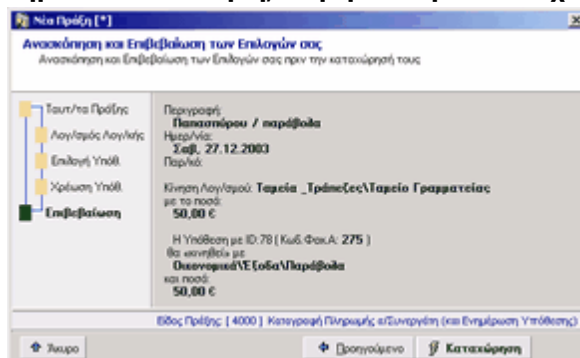 Νέα Πράξη [*]
Ανασκόπηση και Επιβεβαίωση των Επιλογών σας
Ανασκόπηση και Επιβεβαίωση των Επιλογών σας πριν την καταχώρησή τους
Ταυτ/τα Πράξης
Λογ/σμός Λογ/κής
Επιλογή Υπόθ.
Χρέωση Υπόθ.
Επιβεβαίωση
Περιγραφή:
Παπασπύρου / παράβολα
Ημερ/νία:
Σαβ, 27.12.2003
Παρ/κό:
Κίνηση Λογ/σμού: Ταμεία _Τράπεζες\Ταμείο Γραμματείας
με το ποσό:
50,00 €
Η Υπόθεση με ID:78 ( Κωδ.Φακ.Α: 275 )
θα «κινηθεί» με
Οικονομικά\Έξοδα\Παράβολα
και ποσό:
50,00 €
Είδος Πράξης: [ 4000 ] Καταγραφή Πληρωμής σ/Συνεργάτη (και Ενημέρωση Υπόθεσης)
Άκυρο
Προηγούμενο
Καταχώρηση